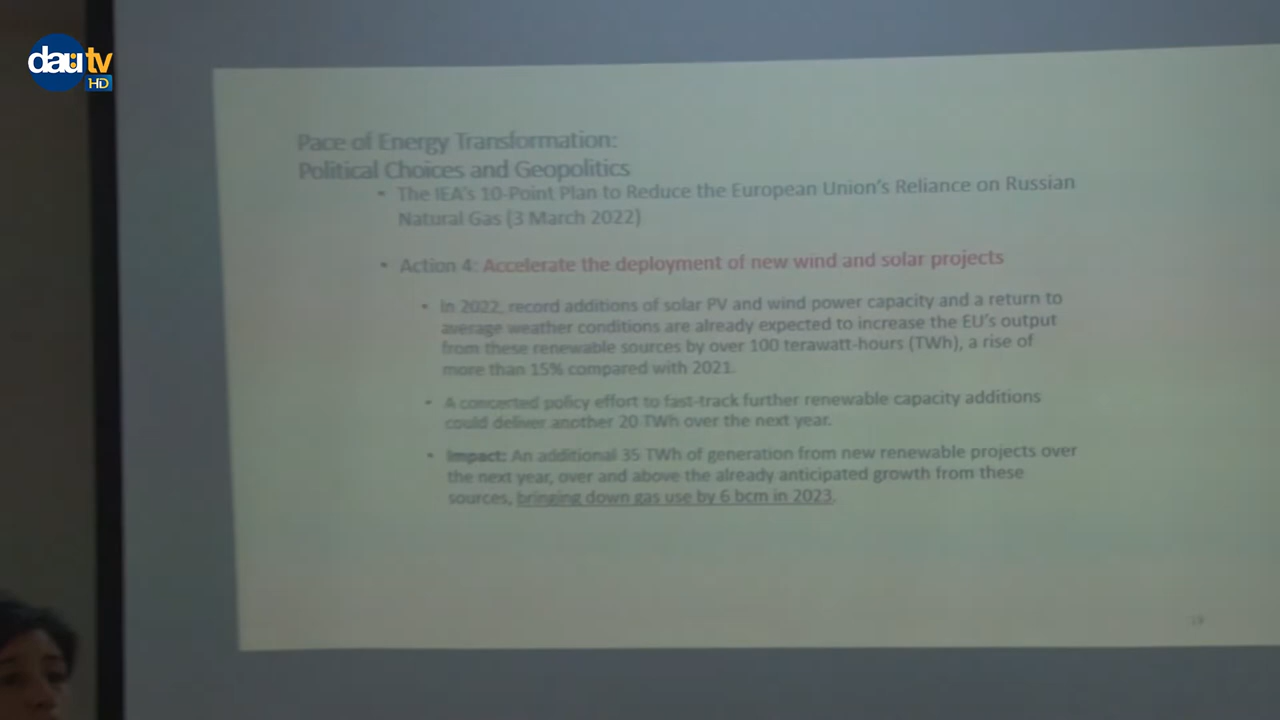 dau:tv
HD
Pace of Energy Transformation:
Political Choices and Geopolitics
• The IEA's 10-Point Plan to Reduce the European Union's Reliance on Russian
Natural Gas (3 March 2022)
• Action 4: Accelerate the deployment of new wind and solar projects
• In 2022, record additions of solar PV and wind power capacity and a return to
average weather conditions are already expected to increase the EU's output
from these renewable sources by over 100 terawatt-hours (TWh), a rise of
more than 15% compared with 2021.
• A concerted policy effort to fast-track further renewable capacity additions
could deliver another 20 TWh over the next year.
• Impact: An additional 35 TWh of generation from new renewable projects over
the next year, over and above the already anticipated growth from these
sources, bringing down gas use by 6 bcm in 2023.